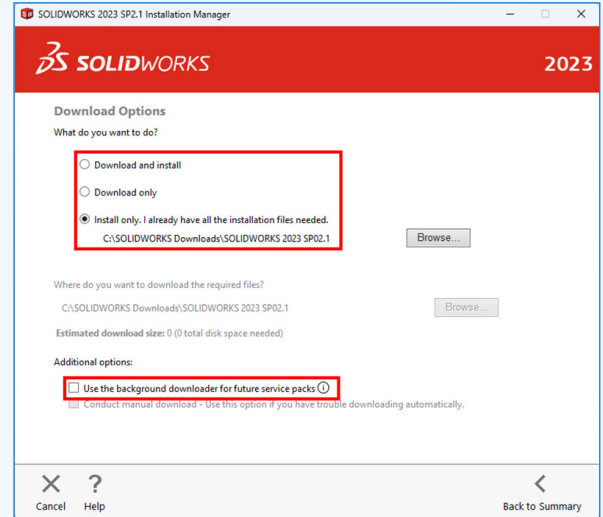 SOLIDWORKS 2023 SP2.1 Installation Manager
SOLIDWORKS
2023
Download Options
What do you want to do?
Download and install
Download only
Install only. I already have all the installation files needed.
C:\SOLIDWORKS Downloads\SOLIDWORKS 2023 SP02.1
Browse...
Where do you want to download the required files?
C:\SOLIDWORKS Downloads\SOLIDWORKS 2023 SP02.1
Browse...
Estimated download size: 0 (0 total disk space needed)
Additional options:
Use the background downloader for future service packs
Conduct manual download - Use this option if you have trouble downloading automatically.
Cancel
Help
Back to Summary